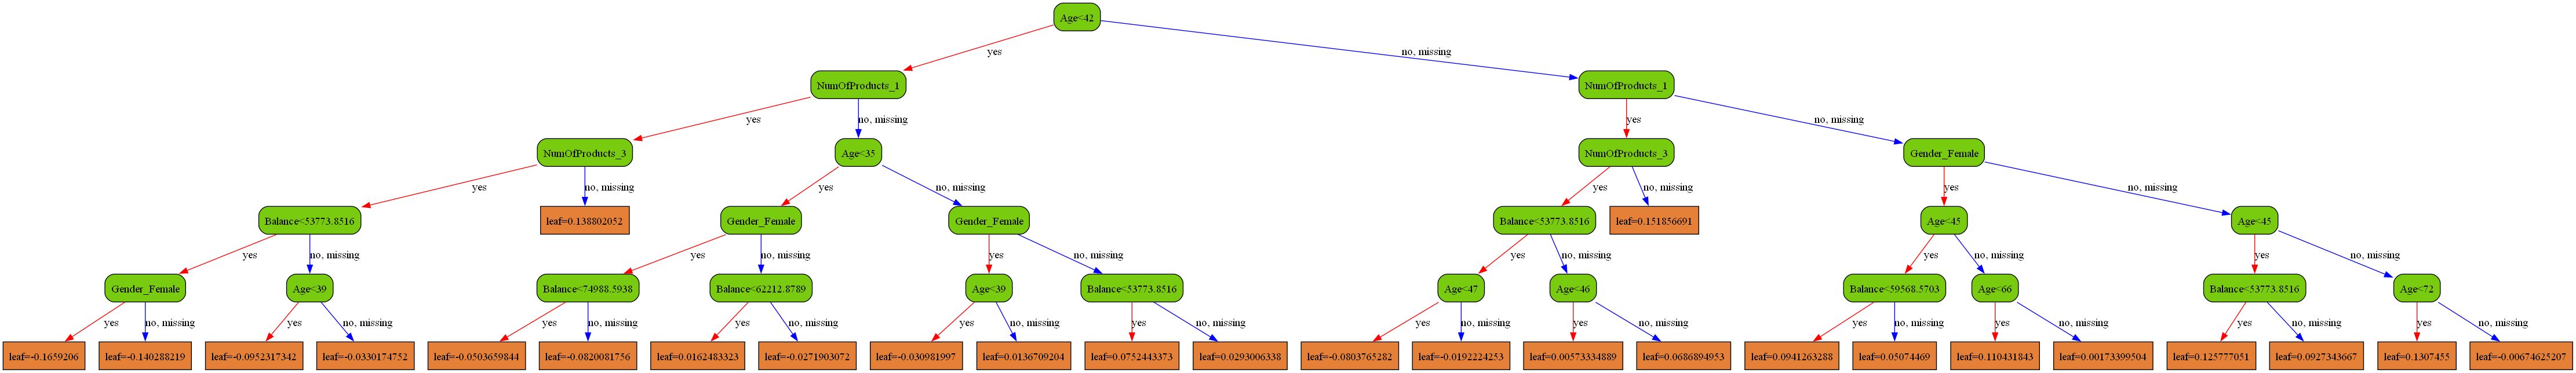 Age<42
yes
no, missing
NumOfProducts_1
NumOfProducts_1
yes
no, missing
yes
no, missing
NumOfProducts_3
Age<35
NumOfProducts_3
Gender_Female
yes
no, missing
yes
no, missing
yes
no, missing
yes
no, missing
Balance<53773.8516
leaf=0.138802052
Gender_Female
Gender_Female
Balance<53773.8516
leaf=0.151856691
Age<45
Age<45
yes
no, missing
yes
no, missing
yes
no, missing
yes
no, missing
yes
no, missing
yes
no, missing
Gender_Female
Age<39
Balance<74988.5938
Balance<62212.8789
Age<39
Balance<53773.8516
Age<47
Age<46
Balance<59568.5703
Age<66
Balance<53773.8516
Age<72
yes
no, missing
yes
no, missing
yes
no, missing
yes
no, missing
yes
no, missing
yes
no, missing
yes
no, missing
yes
no, missing
yes
no, missing
yes
no, missing
yes
no, missing
yes
no, missing
leaf=-0.1659206
leaf=-0.140288219
leaf=-0.0952317342
leaf=-0.0330174752
leaf=-0.0503659844
leaf=-0.0820081756
leaf=0.0162483323
leaf=-0.0271903072
leaf=-0.030981997
leaf=0.0136709204
leaf=0.0752443373
leaf=0.0293006338
leaf=-0.0803765282
leaf=-0.0192224253
leaf=0.00573334889
leaf=0.0686894953
leaf=0.0941263288
leaf=0.05074469
leaf=0.110431843
leaf=0.00173399504
leaf=0.125777051
leaf=0.0927343667
leaf=0.1307455
leaf=-0.00674625207